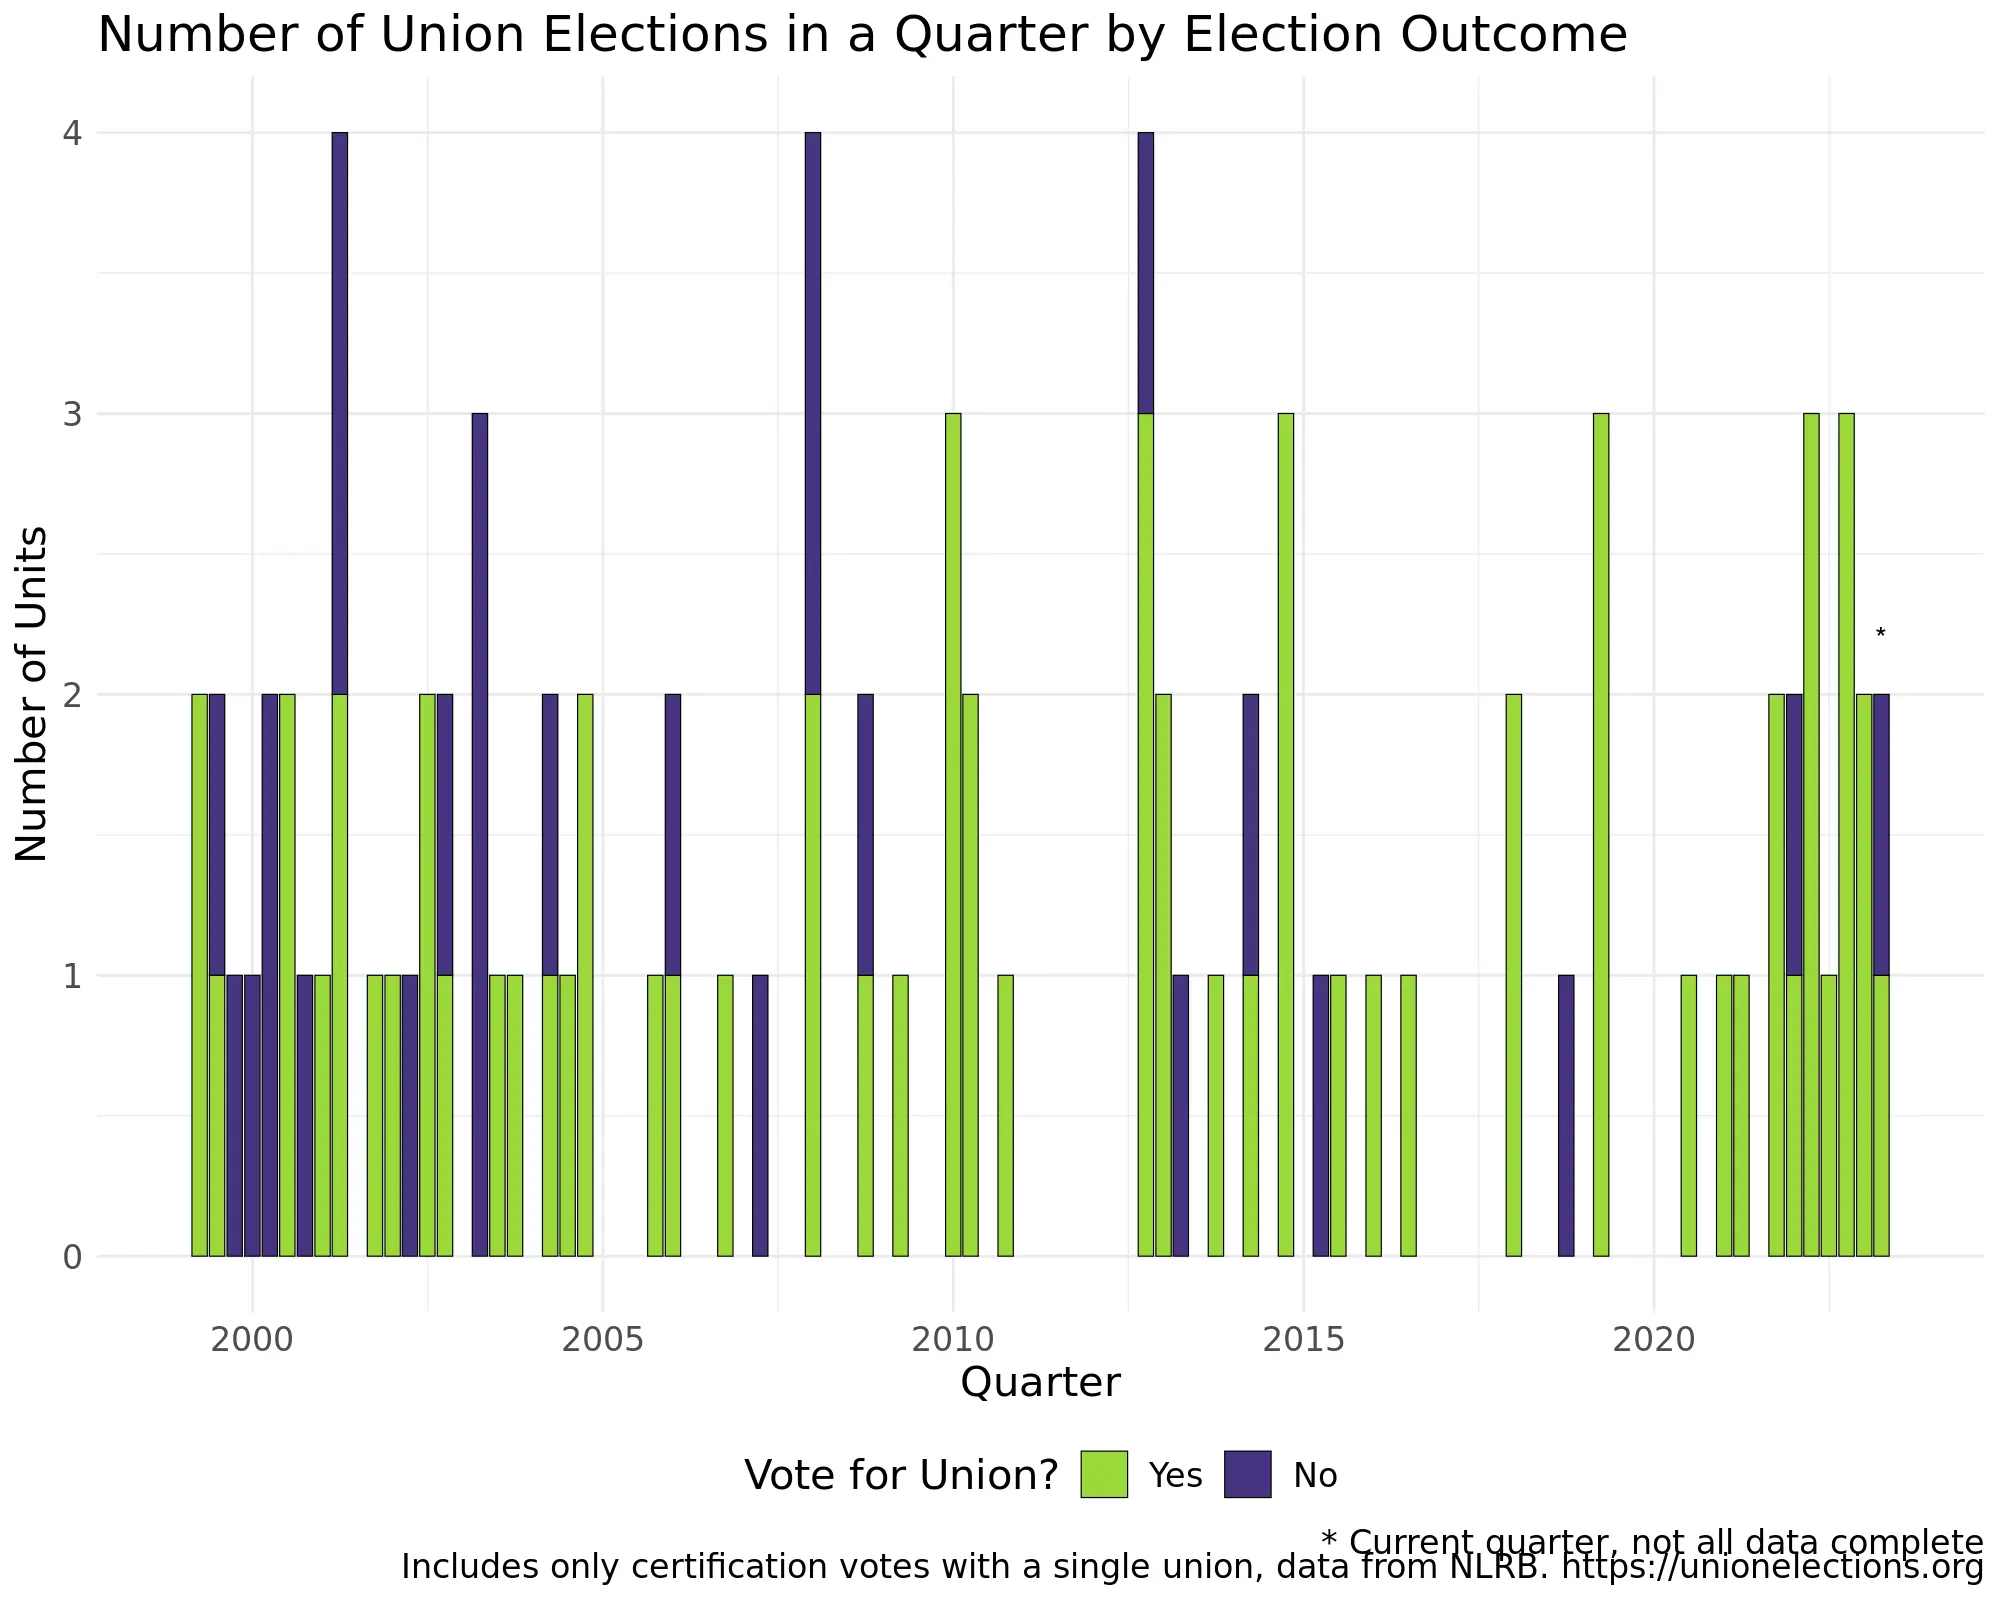 Number of Union Elections in a Quarter by Election Outcome
4
3
2
1
0
Number of Units
*
2000 2005 2010 2015 2020
Quarter
Vote for Union? Yes No
* Current quarter, not all data complete
Includes only certification votes with a single union, data from NLRB. https://unionelections.org